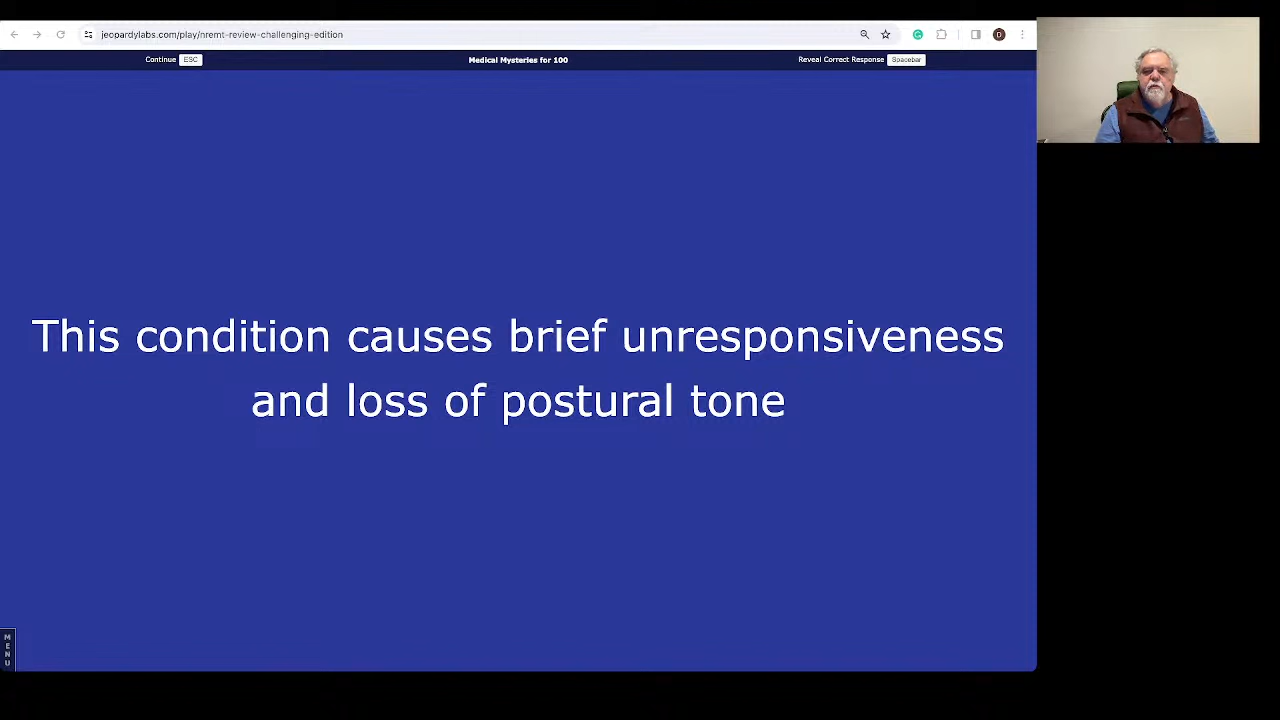 jeopardylabs.com/play/nremt-review-challenging-edition
D
Continue ESC
Medical Mysteries for 100
Reveal Correct Response Spacebar
This condition causes brief unresponsiveness
and loss of postural tone
MENU